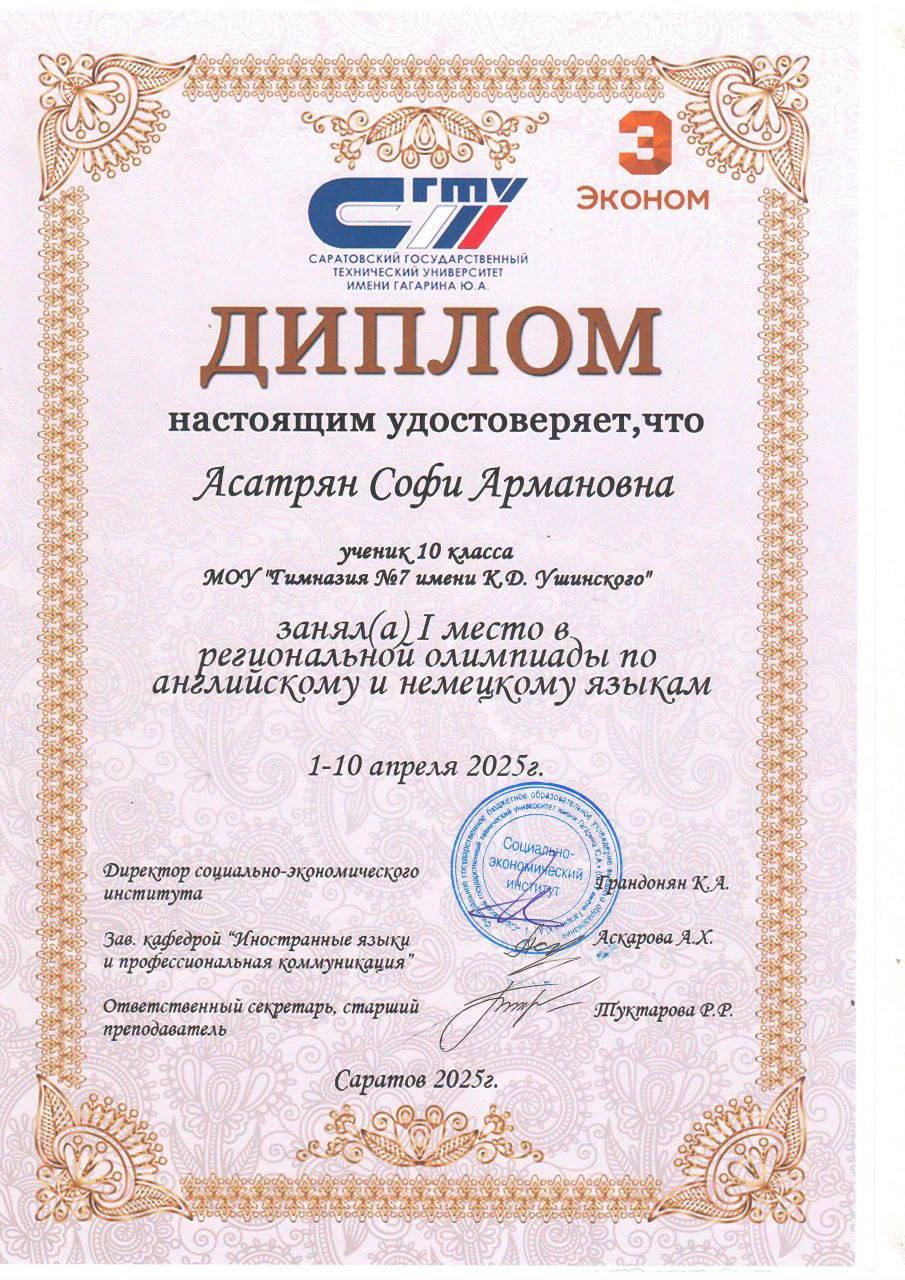 сгту
Э
ЭКОНОМ
САРАТОВСКИЙ ГОСУДАРСТВЕННЫЙ
ТЕХНИЧЕСКИЙ УНИВЕРСИТЕТ
ИМЕНИ ГАГАРИНА Ю.А.
ДИПЛОМ
настоящим удостоверяет,что
Асатрян Софи Армановна
ученик 10 класса
МОУ "Гимназия №7 имени К.Д. Ушинского"
занял(а) I место в
региональной олимпиады по
английскому и немецкому языкам
1-10 апреля 2025г.
Социально-
экономический
институт
Директор социально-экономического
института
Грандонян К.А.
Зав. кафедрой "Иностранные языки
и профессиональная коммуникация”
Аскарова А.Х.
Ответственный секретарь, старший
преподаватель
Туктарова Р.Р.
Саратов 2025г.